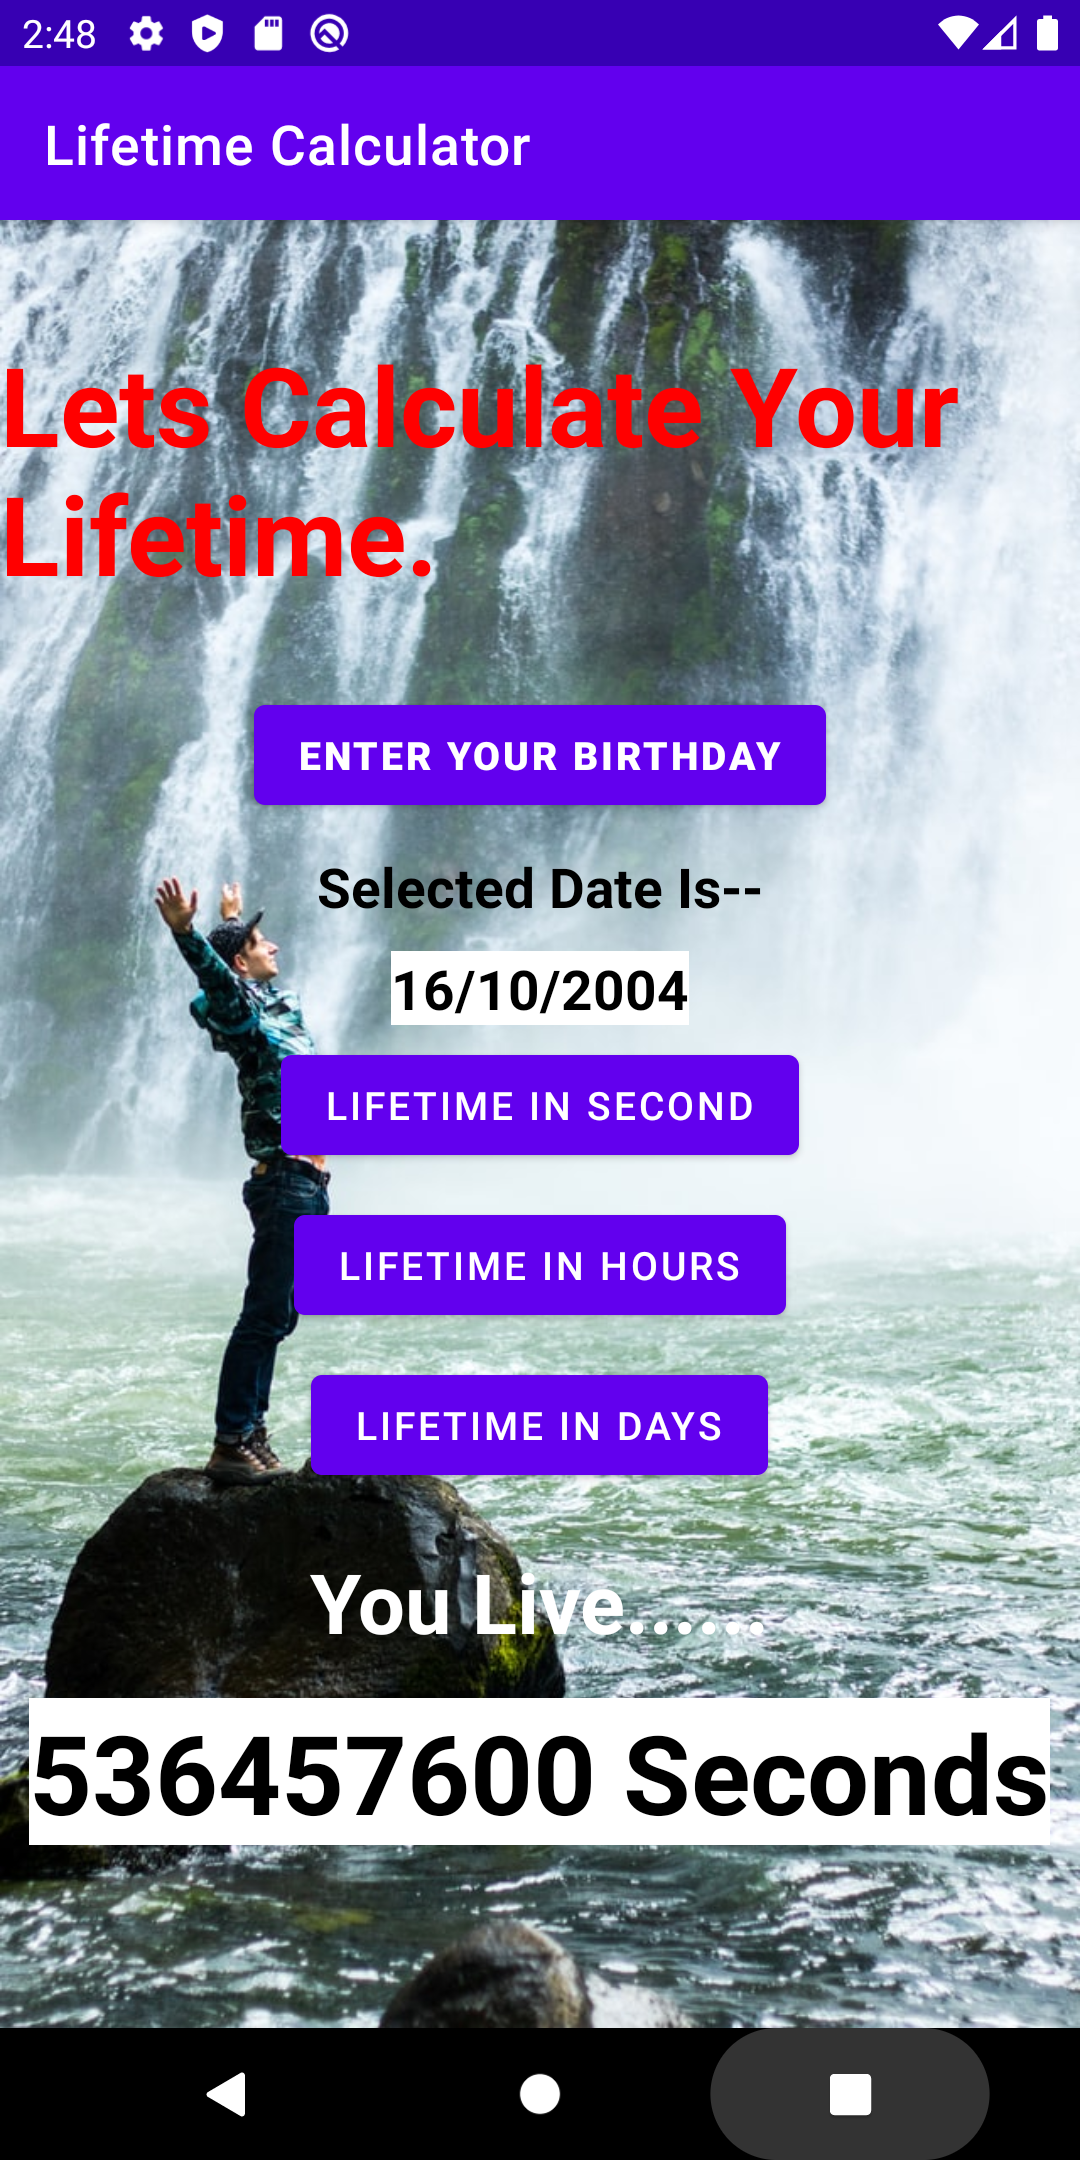 2:48
Lifetime Calculator
Lets Calculate Your
Lifetime.
ENTER YOUR BIRTHDAY
Selected Date Is--
16/10/2004
LIFETIME IN SECOND
LIFETIME IN HOURS
LIFETIME IN DAYS
You Live......
536457600 Seconds